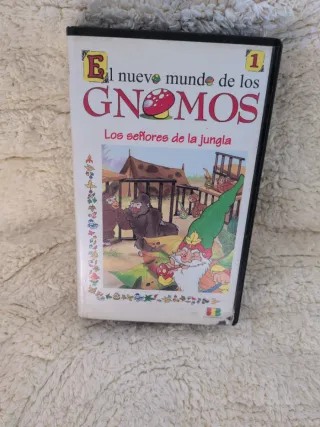 El nuevo mundo de los 1
GNOMOS
Los señores de la jungla